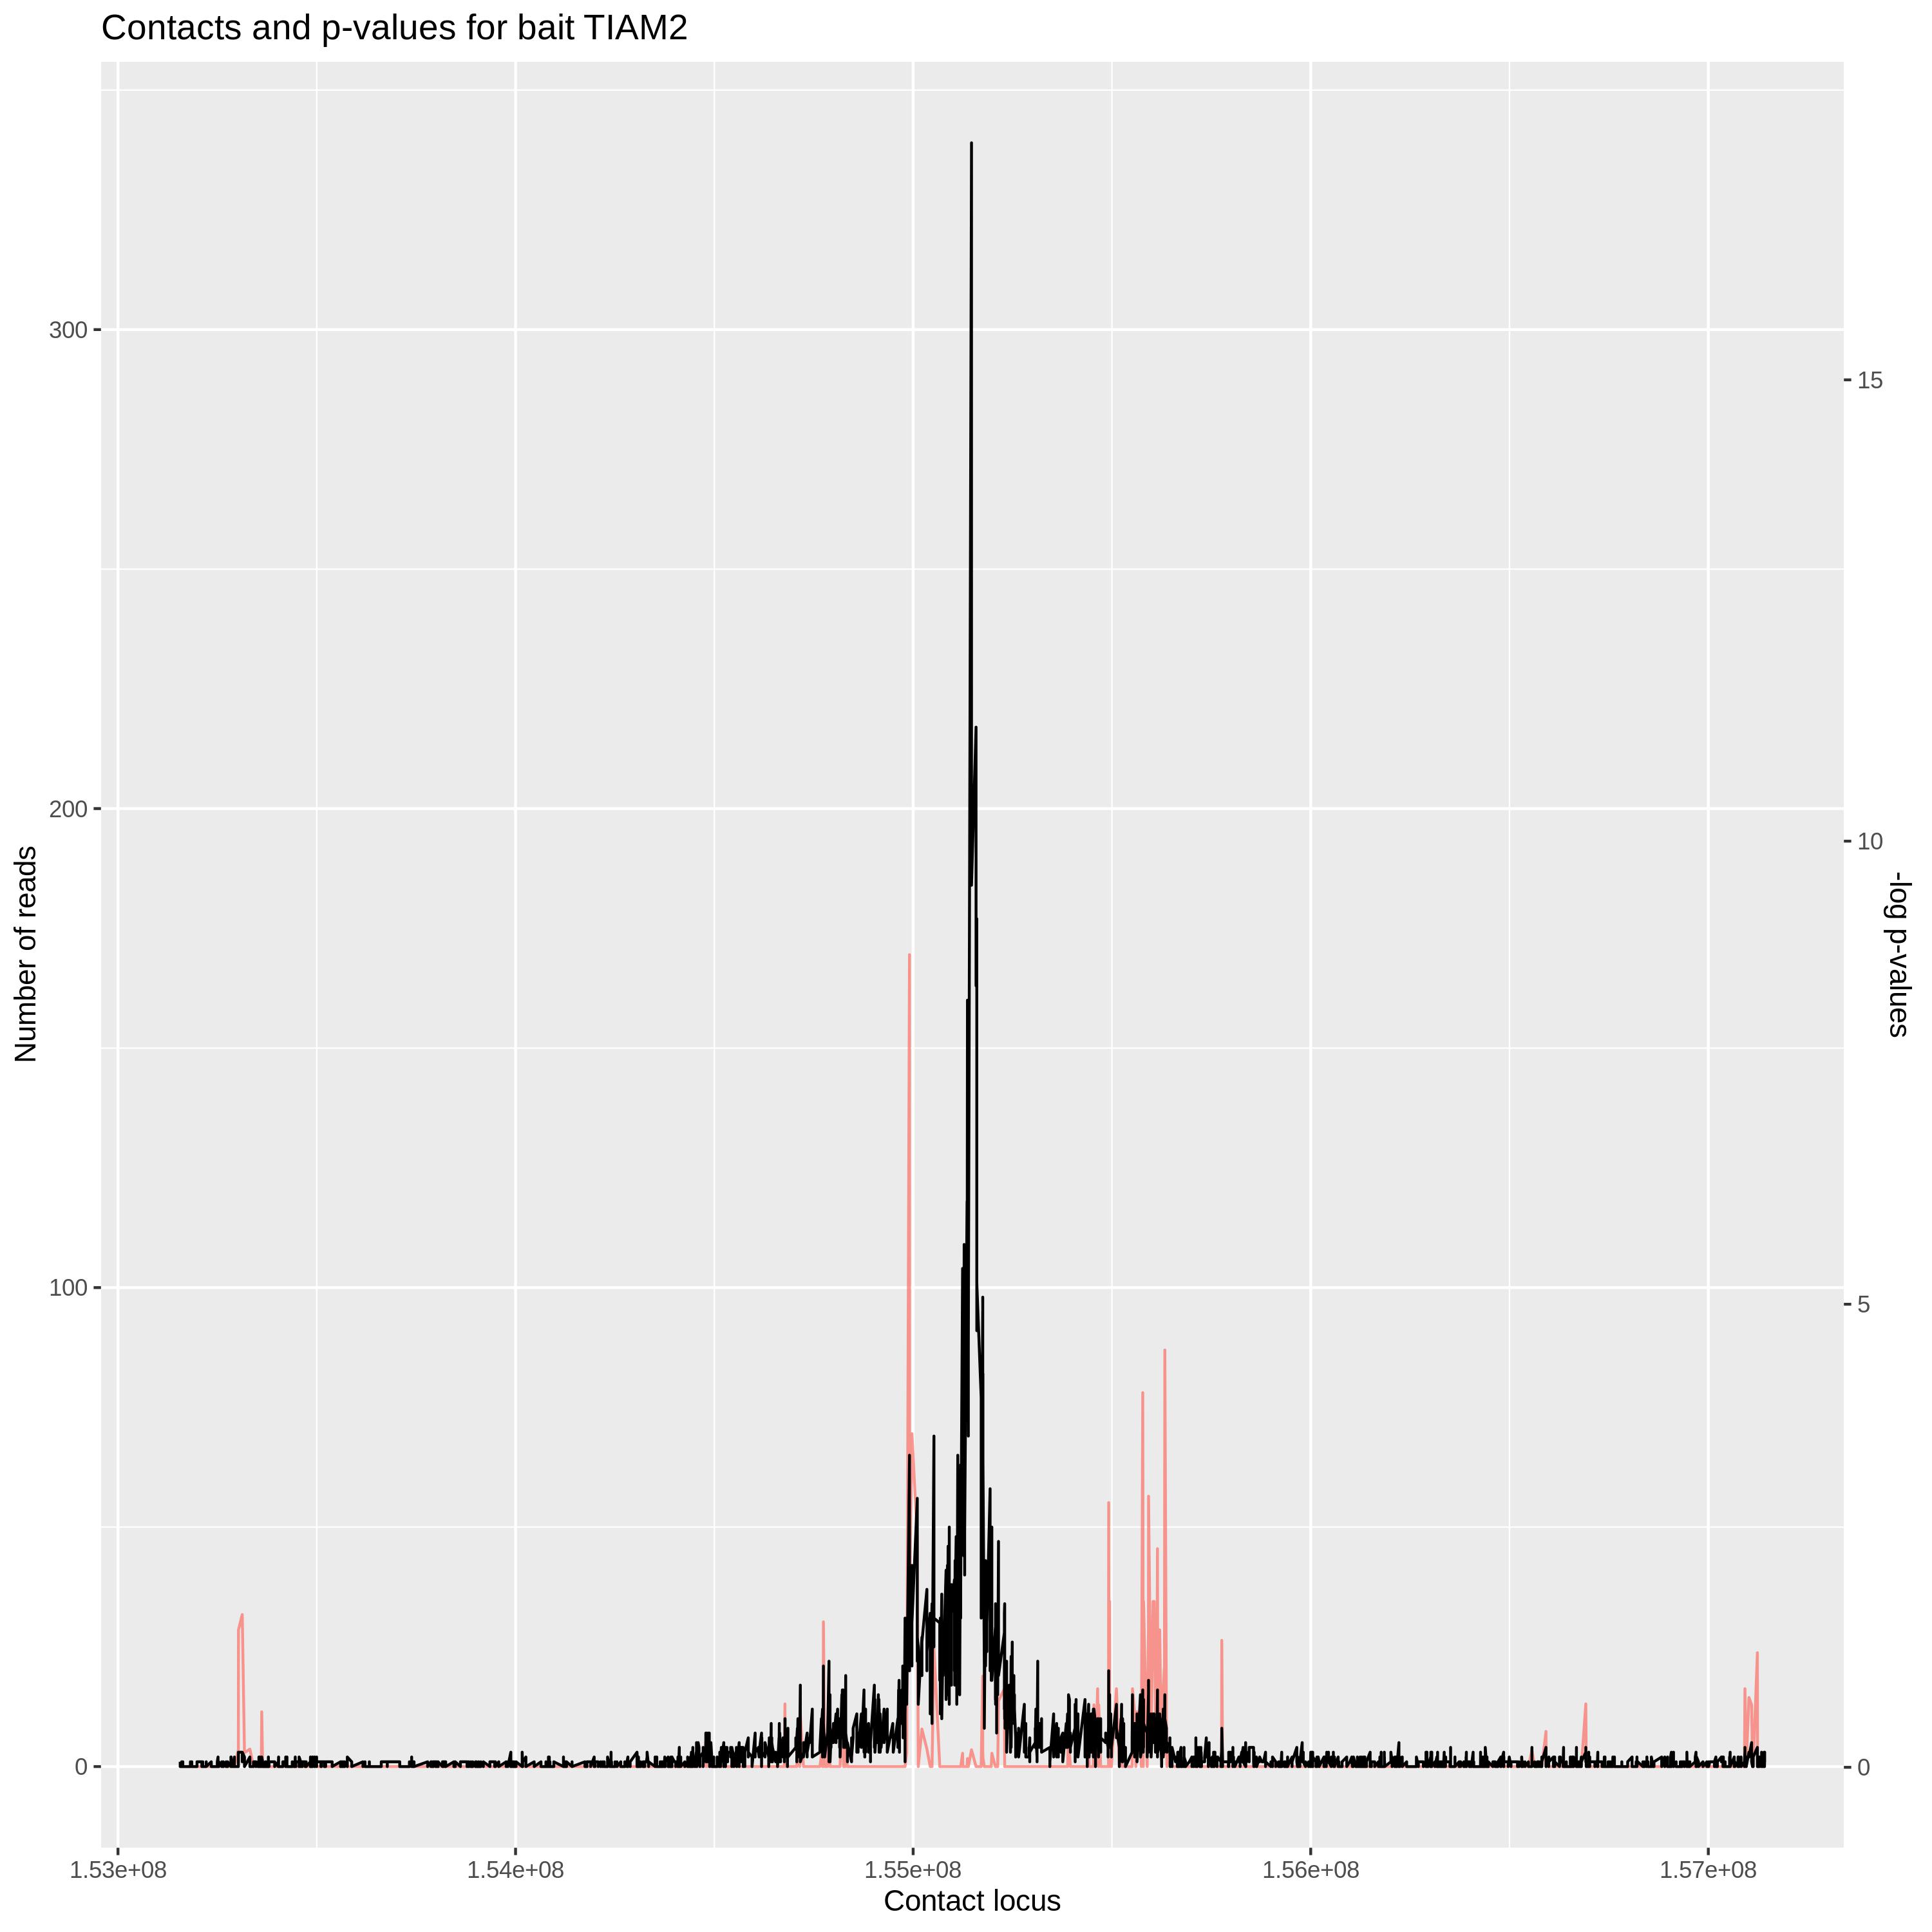 Contacts and p-values for bait TIAM2
300
200
100
0
Number of reads
15
10
5
0
-log p-values
1.53e+08
1.54e+08
1.55e+08
1.56e+08
1.57e+08
Contact locus